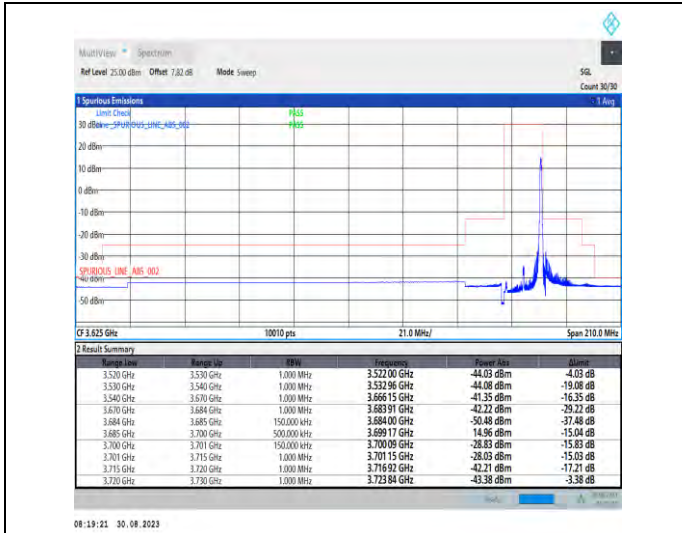 MultiView Spectrum
Ref Level 25.00 dBm Offset 7.82 dB Mode Sweep SGL
Count 30/30
1 Spurious Emissions 1 Avg
Limit Check PASS
30 dBm Line _SPURIOUS_LINE_ABS_002 PASS
20 dBm
10 dBm
0 dBm
-10 dBm
-20 dBm
-30 dBm
SPURIOUS_LINE_ABS_002
-40 dBm
-50 dBm
CF 3.625 GHz 10010 pts 21.0 MHz/ Span 210.0 MHz
2 Result Summary
Range Low Range Up RBW Frequency Power Abs ΔLimit
3.520 GHz 3.530 GHz 1.000 MHz 3.522 00 GHz -44.03 dBm -4.03 dB
3.530 GHz 3.540 GHz 1.000 MHz 3.532 96 GHz -44.08 dBm -19.08 dB
3.540 GHz 3.670 GHz 1.000 MHz 3.666 15 GHz -41.35 dBm -16.35 dB
3.670 GHz 3.684 GHz 1.000 MHz 3.683 91 GHz -42.22 dBm -29.22 dB
3.684 GHz 3.685 GHz 150.000 kHz 3.684 00 GHz -50.48 dBm -37.48 dB
3.685 GHz 3.700 GHz 500.000 kHz 3.699 17 GHz 14.96 dBm -15.04 dB
3.700 GHz 3.701 GHz 150.000 kHz 3.700 09 GHz -28.83 dBm -15.83 dB
3.701 GHz 3.715 GHz 1.000 MHz 3.701 15 GHz -28.03 dBm -15.03 dB
3.715 GHz 3.720 GHz 1.000 MHz 3.716 92 GHz -42.21 dBm -17.21 dB
3.720 GHz 3.730 GHz 1.000 MHz 3.723 84 GHz -43.38 dBm -3.38 dB
08:19:21 30.08.2023